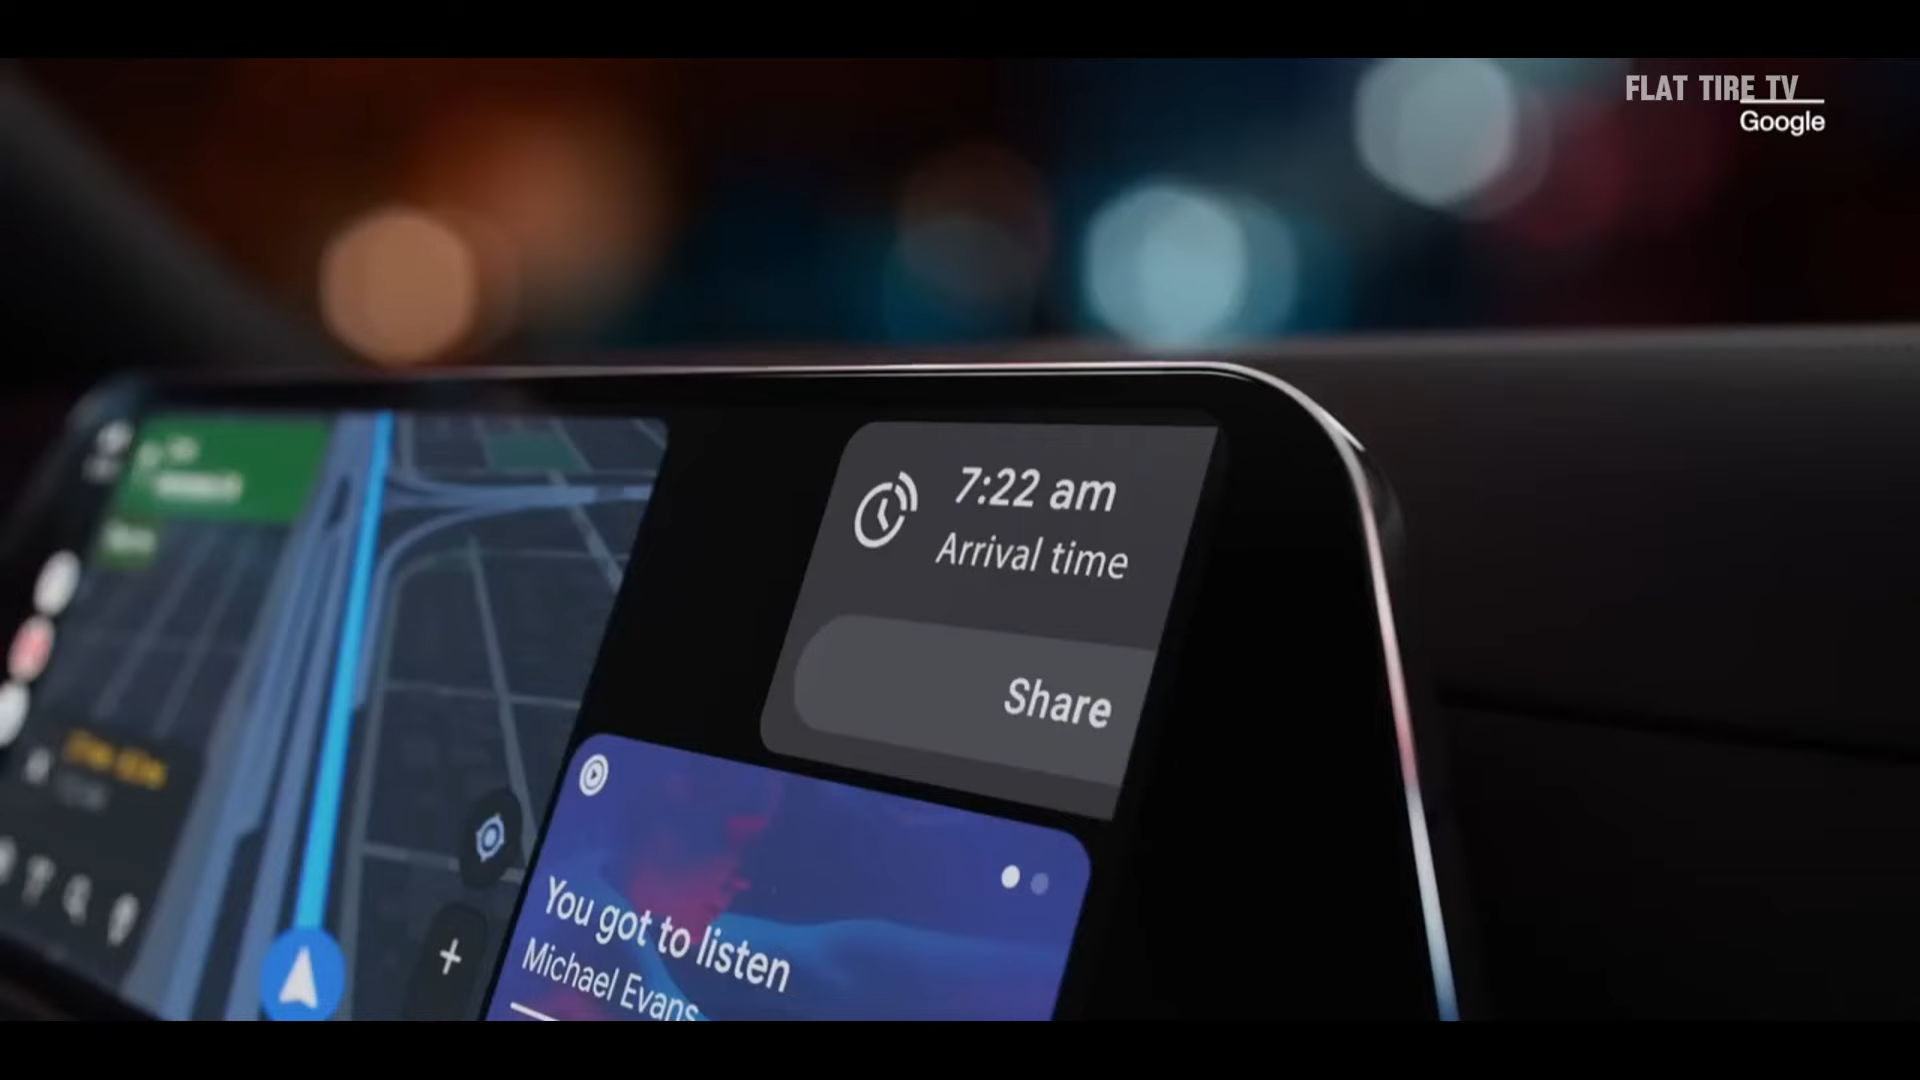 FLAT TIRE TV
Google
7:22 am
Arrival time
Share
You got to listen
Michael Evans